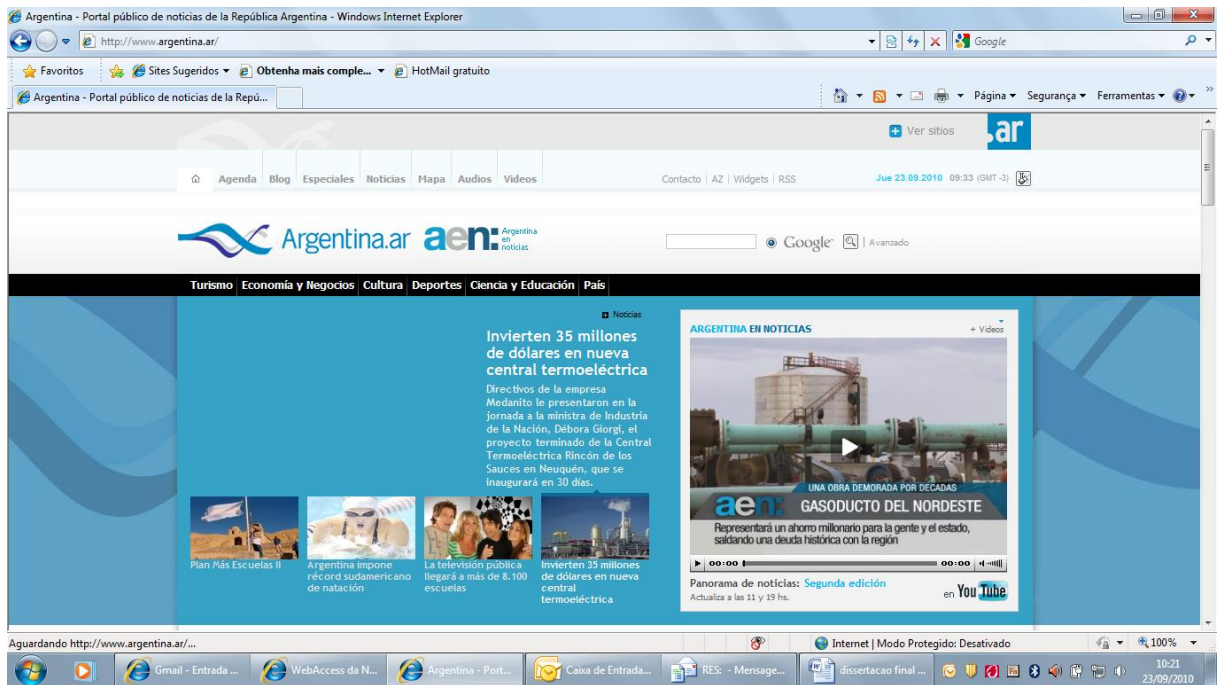 Argentina - Portal público de noticias de la República Argentina - Windows Internet Explorer
http://www.argentina.ar/
Google
Favoritos
Sites Sugeridos
Obtenha mais comple...
HotMail gratuito
Argentina - Portal público de noticias de la Repú...
Página
Segurança
Ferramentas
Ver sitios
.ar
Agenda Blog Especiales Noticias Mapa Audios Videos
Contacto | AZ | Widgets | RSS
Jue 23.09.2010 09:33 (GMT -3)
Argentina.ar
aen:
Argentina
en
noticias
Google
Avanzado
Turismo Economía y Negocios Cultura Deportes Ciencia y Educación País
Noticias
Invierten 35 millones
de dólares en nueva
central termoeléctrica
Directivos de la empresa
Medanito le presentaron en la
jornada a la ministra de Industria
de la Nación, Débora Giorgi, el
proyecto terminado de la Central
Termoeléctrica Rincón de los
Sauces en Neuquén, que se
inaugurará en 30 días.
Plan Más Escuelas II
Argentina impone
récord sudamericano
de natación
La televisión pública
llegará a más de 8.100
escuelas
Invierten 35 millones
de dólares en nueva
central
termoeléctrica
ARGENTINA EN NOTICIAS
+ Videos
UNA OBRA DEMORADA POR DECADAS
aen:
GASODUCTO DEL NORDESTE
Representará un ahorro millonario para la gente y el estado,
saldando una deuda histórica con la región
00:00
00:00
Panorama de noticias: Segunda edición
Actualiza a las 11 y 19 hs.
en YouTube
Aguardando http://www.argentina.ar/...
Internet | Modo Protegido: Desativado
100%
Gmail - Entrada ...
WebAccess da N...
Argentina - Port...
Caixa de Entrada...
RES: - Mensage...
dissertacao final ...
10:21
23/09/2010